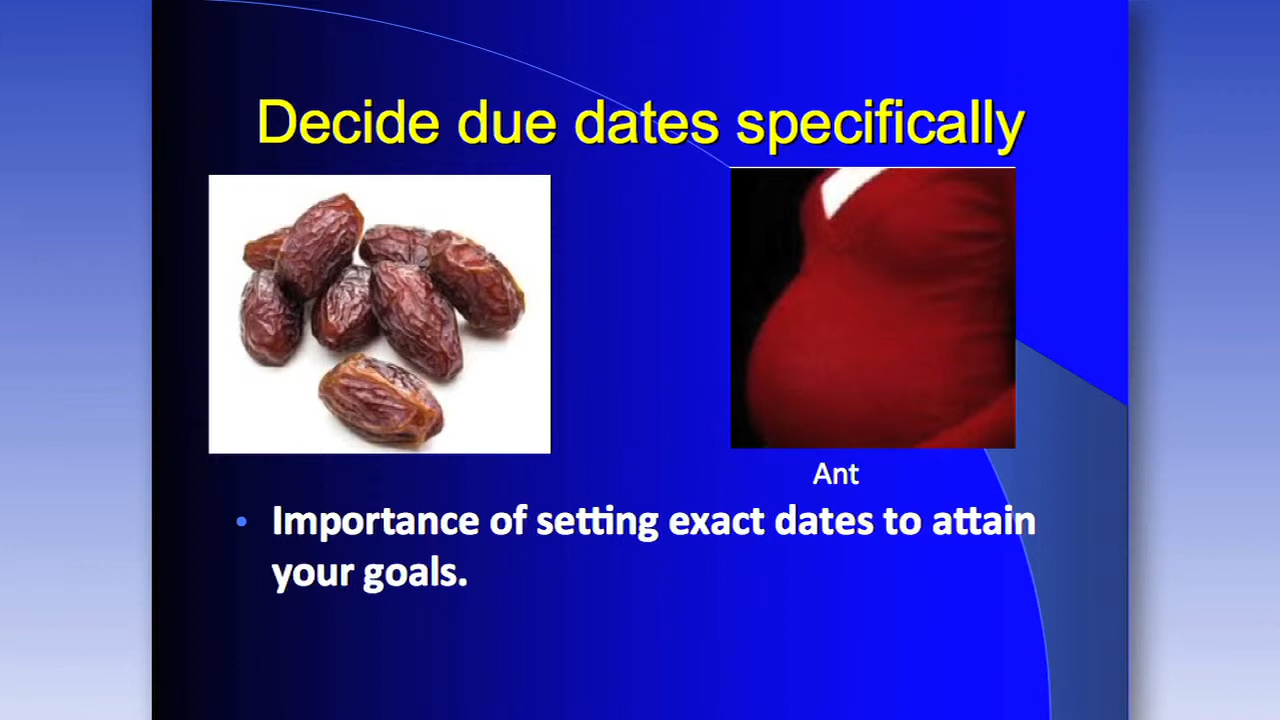 Decide due dates specifically
Ant
• Importance of setting exact dates to attain
your goals.